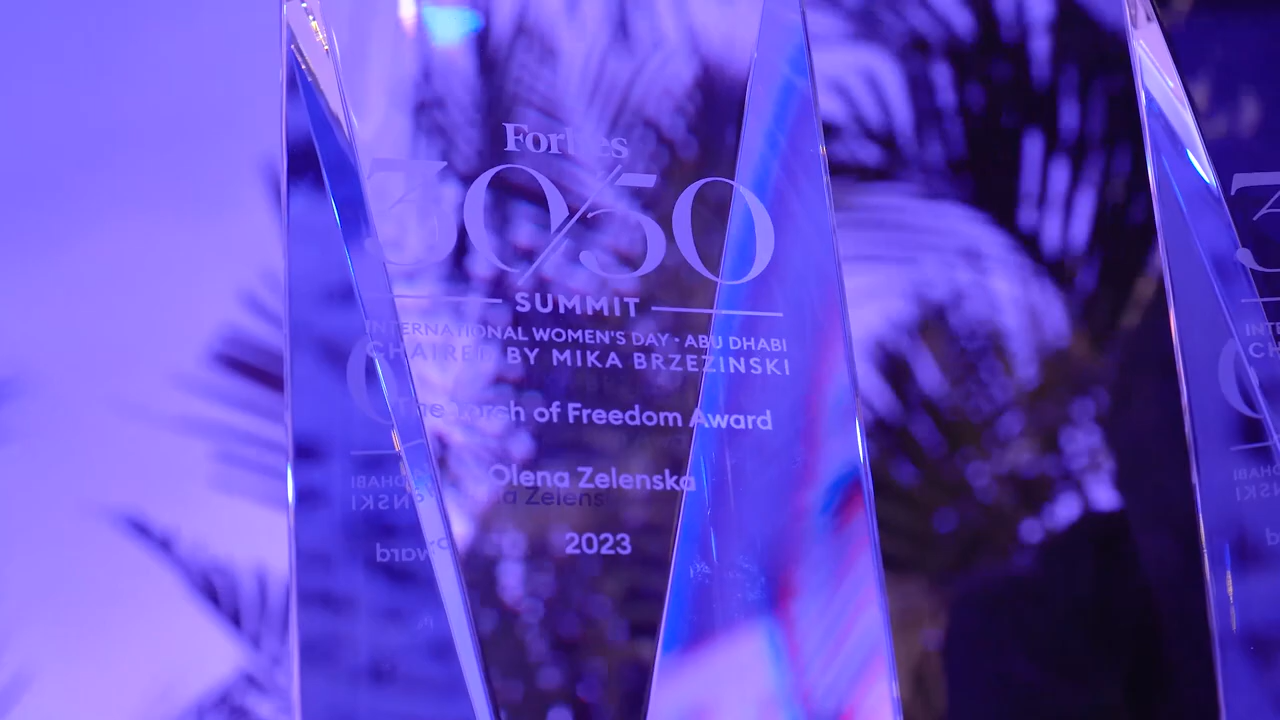 Forbes
30/50
SUMMIT
INTERNATIONAL WOMEN'S DAY • ABU DHABI
CHAIRED BY MIKA BRZEZINSKI
The Torch of Freedom Award
Olena Zelenska
2023